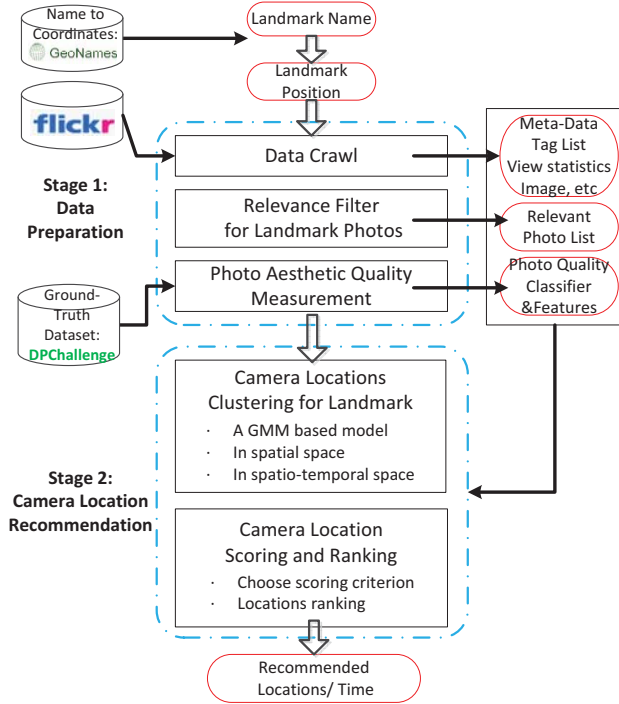 Name to
Coordinates:
GeoNames
Landmark Name
Landmark
Position
flickr
Stage 1:
Data
Preparation
Data Crawl
Relevance Filter
for Landmark Photos
Photo Aesthetic Quality
Measurement
Meta-Data
Tag List
View statistics
Image, etc
Relevant
Photo List
Photo Quality
Classifier
&Features
Ground-
Truth
Dataset:
DPChallenge
Stage 2:
Camera Location
Recommendation
Camera Locations
Clustering for Landmark
· A GMM based model
· In spatial space
· In spatio-temporal space
Camera Location
Scoring and Ranking
· Choose scoring criterion
· Locations ranking
Recommended
Locations/ Time